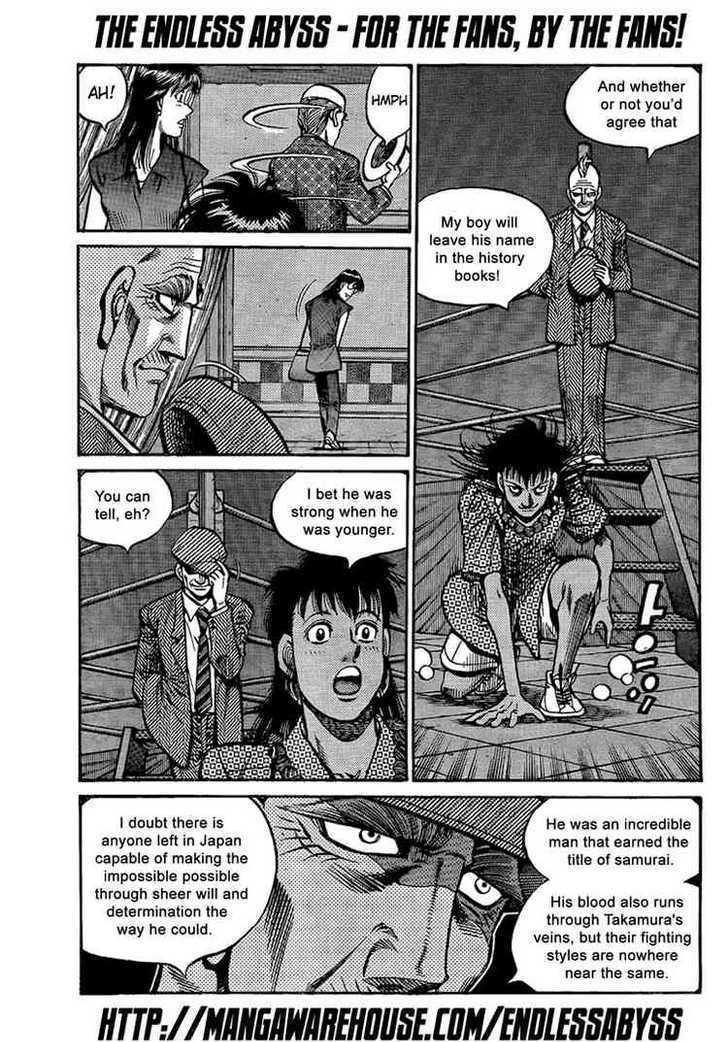 THE ENDLESS ABYSS - FOR THE FANS, BY THE FANS!
And whether
or not you'd
agree that
My boy will
leave his name
in the history
books!
トーン
HMPH
AH!
I bet he was
strong when he
was younger.
You can
tell, eh?
He was an incredible
man that earned the
title of samurai.
His blood also runs
through Takamura's
veins, but their fighting
styles are nowhere
near the same.
I doubt there is
anyone left in Japan
capable of making the
impossible possible
through sheer will and
determination the
way he could.
HTTP://MANGAWAREHOUSE.COM/ENDLESSABYSS